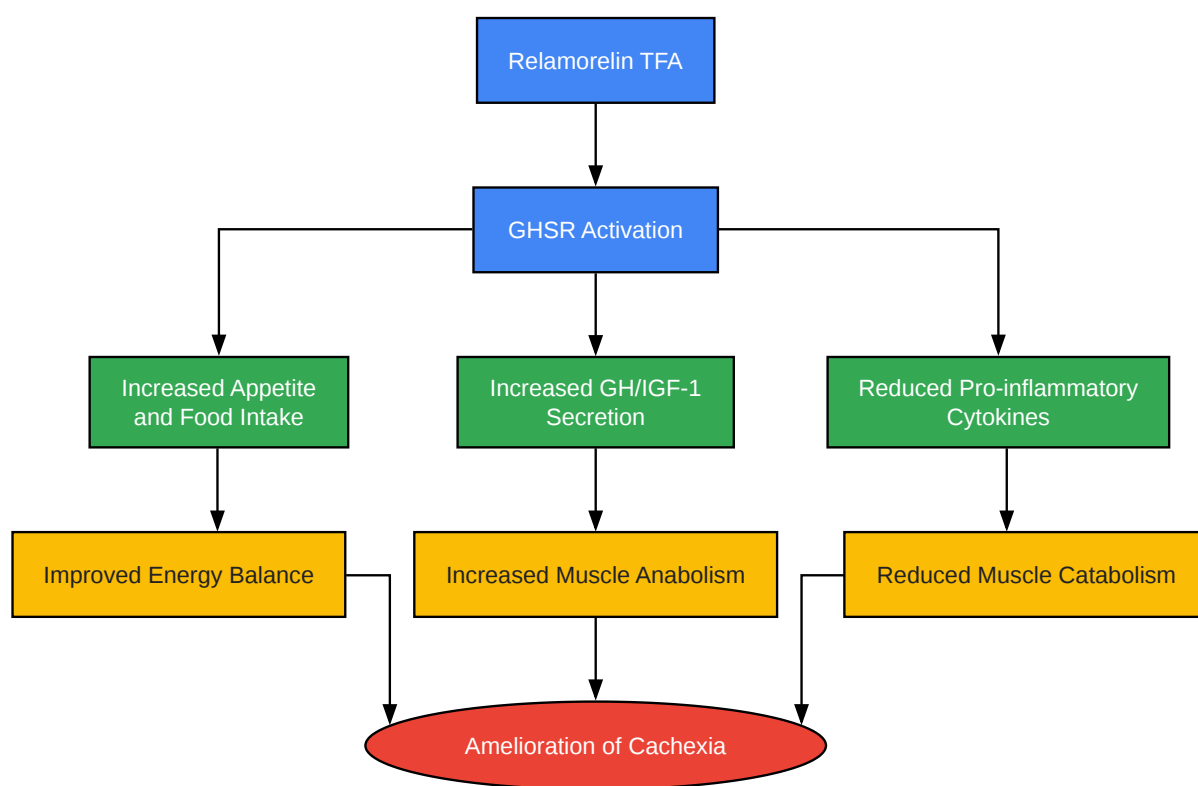 Relamorelin TFA
GHSR Activation
Increased Appetite
and Food Intake
Increased GH/IGF-1
Secretion
Reduced Pro-inflammatory
Cytokines
Improved Energy Balance
Increased Muscle Anabolism
Reduced Muscle Catabolism
Amelioration of Cachexia